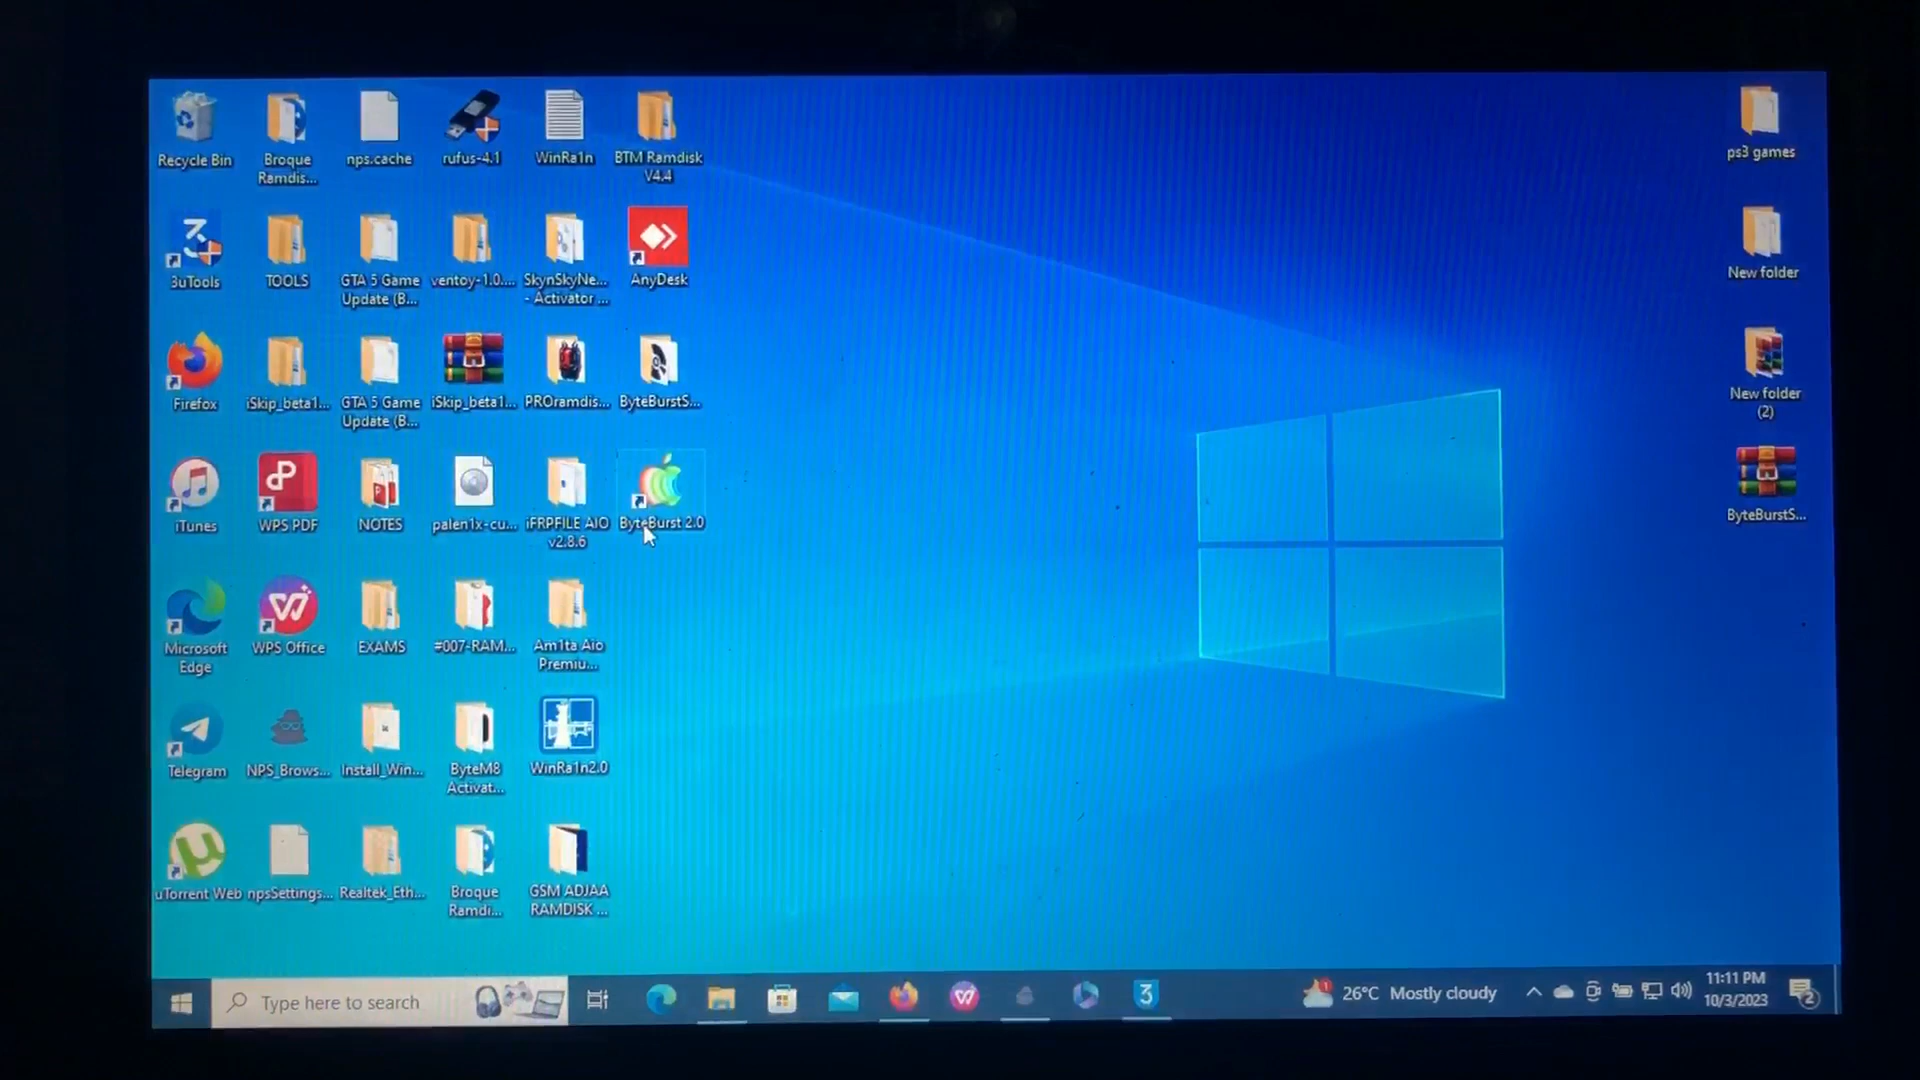 Recycle Bin
Broque
Ramdis...
nps.cache
rufus-4.1
WinRa1n
BTM Ramdisk
V4.4
3uTools
TOOLS
GTA 5 Game
Update (B...
ventoy-1.0....
SkynSkyNe...
- Activator ...
AnyDesk
Firefox
iSkip_beta1...
GTA 5 Game
Update (B...
iSkip_beta1...
PROramdis...
ByteBurstS...
iTunes
WPS PDF
NOTES
palen1x-cu...
iFRPFILE AIO
v2.8.6
ByteBurst 2.0
Microsoft
Edge
WPS Office
EXAMS
#007-RAM...
Am1ta Aio
Premiu...
Telegram
NPS_Brows...
Install_Win...
ByteM8
Activat...
WinRa1n2.0
uTorrent Web
npsSettings...
Realtek_Eth...
Broque
Ramdi...
GSM ADJAA
RAMDISK ...
ps3 games
New folder
New folder
(2)
ByteBurstS...
Type here to search
3
1
26°C Mostly cloudy
11:11 PM
10/3/2023
2